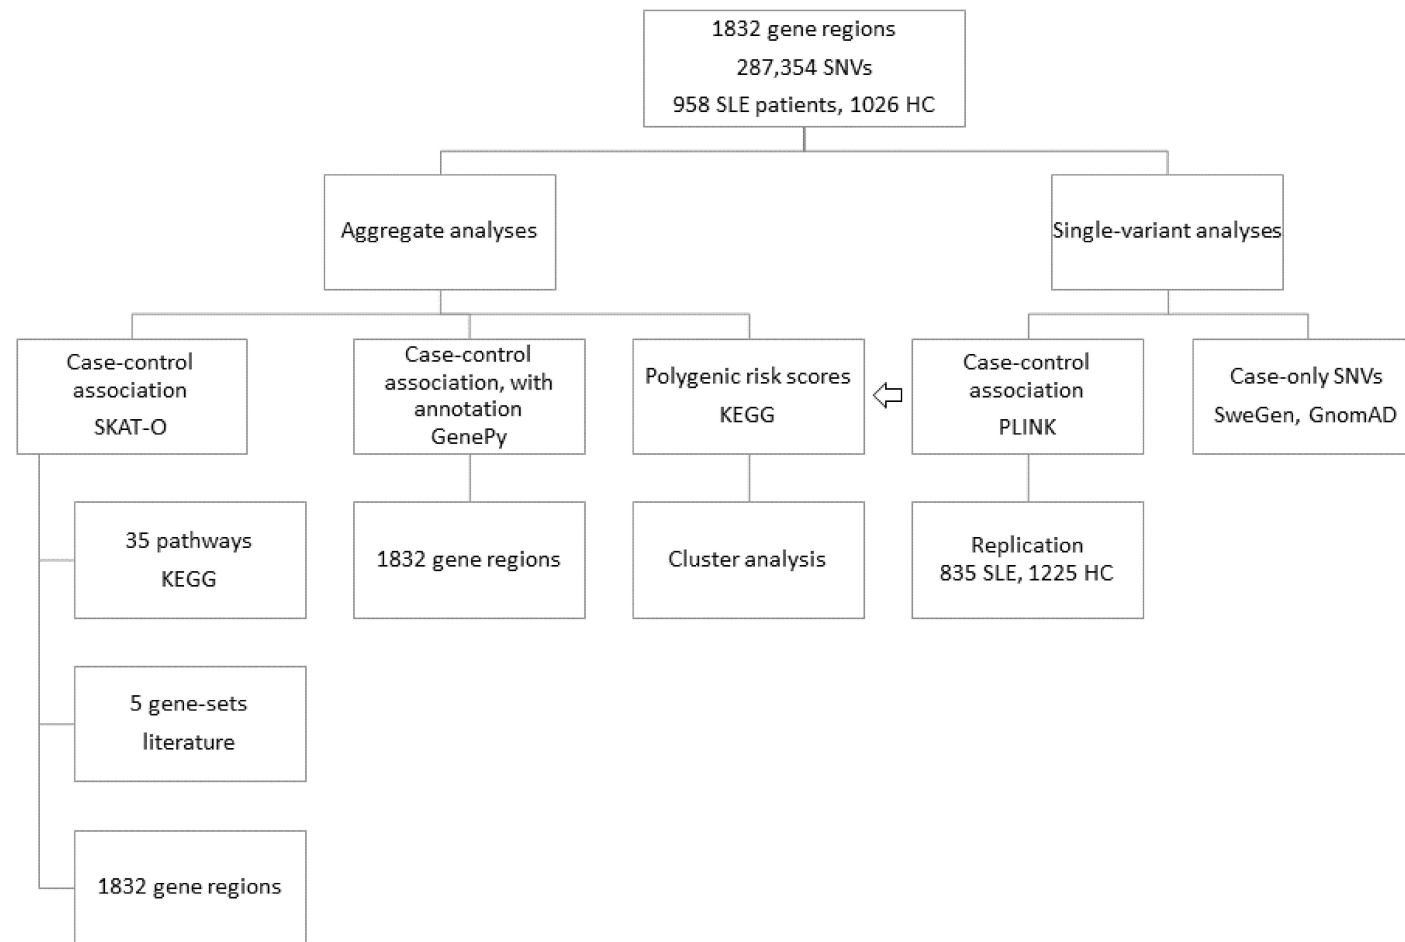 1832 gene regions
287,354 SNVs
958 SLE patients, 1026 HC
Aggregate analyses
Single-variant analyses
Case-control
association
SKAT-O
Case-control
association, with
annotation
GenePy
Polygenic risk scores
KEGG
Case-control
association
PLINK
Case-only SNVs
SweGen, GnomAD
35 pathways
KEGG
1832 gene regions
Cluster analysis
Replication
835 SLE, 1225 HC
5 gene-sets
literature
1832 gene regions